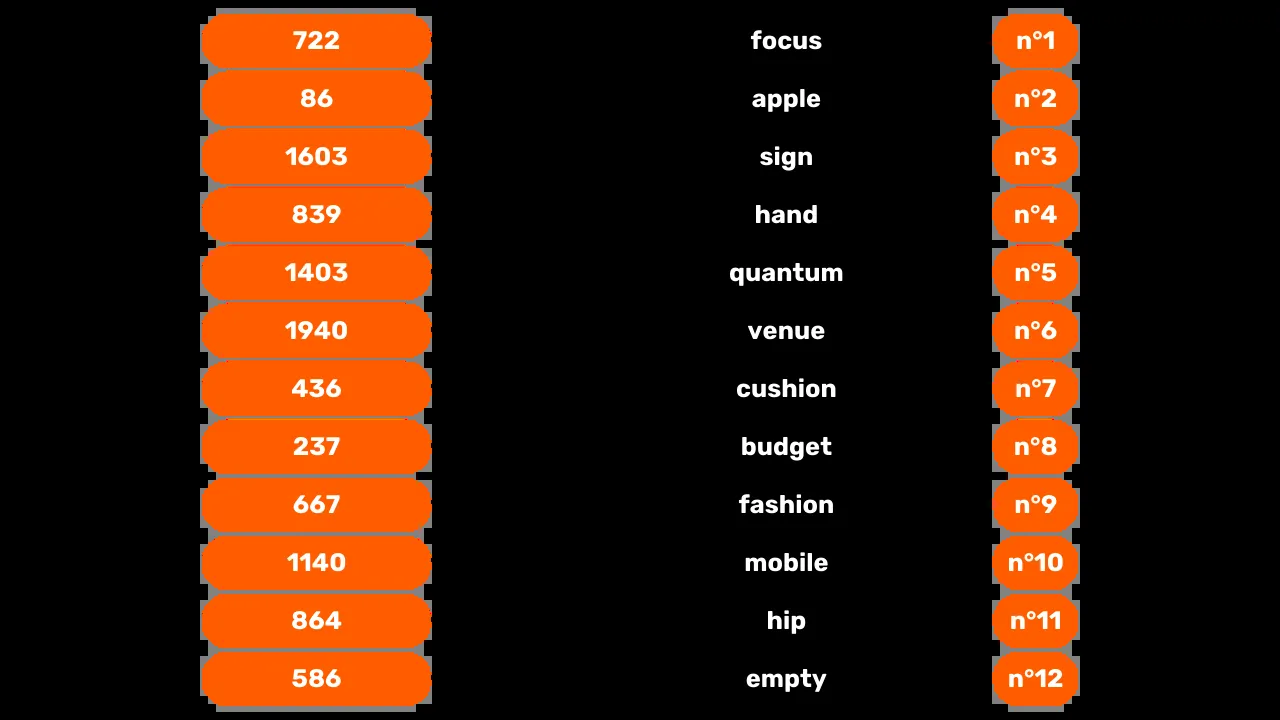 722 focus n°1
86 apple n°2
1603 sign n°3
839 hand n°4
1403 quantum n°5
1940 venue n°6
436 cushion n°7
237 budget n°8
667 fashion n°9
1140 mobile n°10
864 hip n°11
586 empty n°12